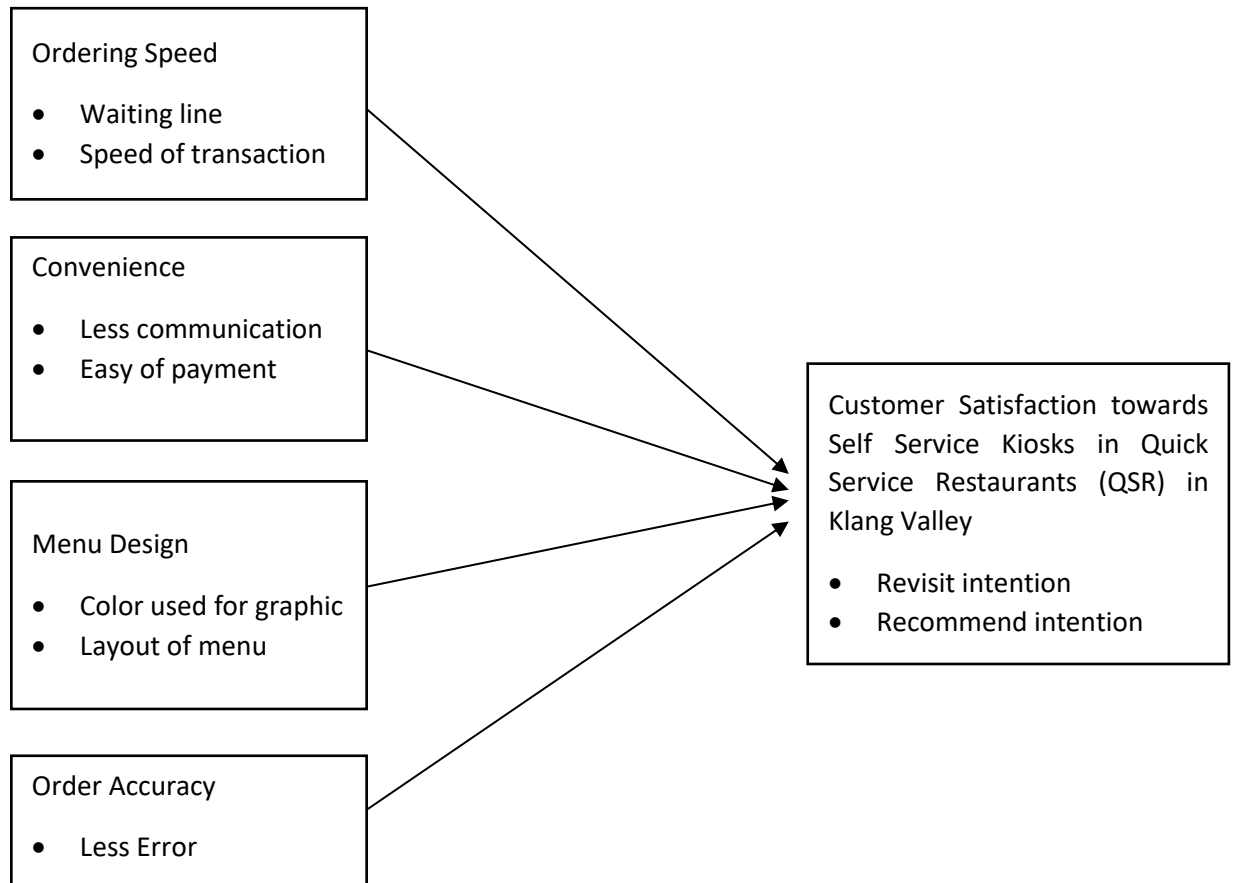 Ordering Speed
• Waiting line
• Speed of transaction
Convenience
• Less communication
• Easy of payment
Menu Design
• Color used for graphic
• Layout of menu
Order Accuracy
• Less Error
Customer Satisfaction towards
Self Service Kiosks in Quick
Service Restaurants (QSR) in
Klang Valley
• Revisit intention
• Recommend intention